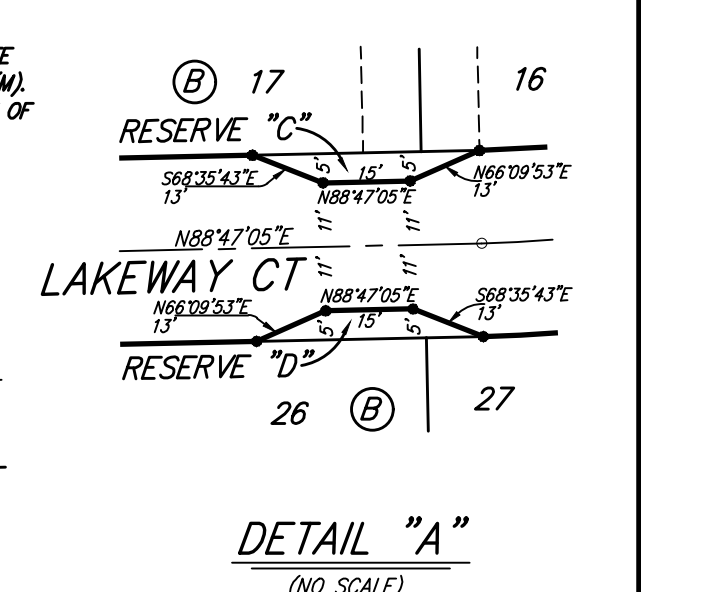 E
M).
OF
B 17
16
RESERVE "C"
5'
15'
5'
S68°35'43"E
13'
N66°09'53"E
13'
N88°47'05"E
11'
11'
N88°47'05"E
LAKEWAY CT
11'
11'
N88°47'05"E
N66°09'53"E
13'
S68°35'43"E
13'
5'
15'
5'
RESERVE "D"
26 B 27
DETAIL "A"
(NO SCALE)